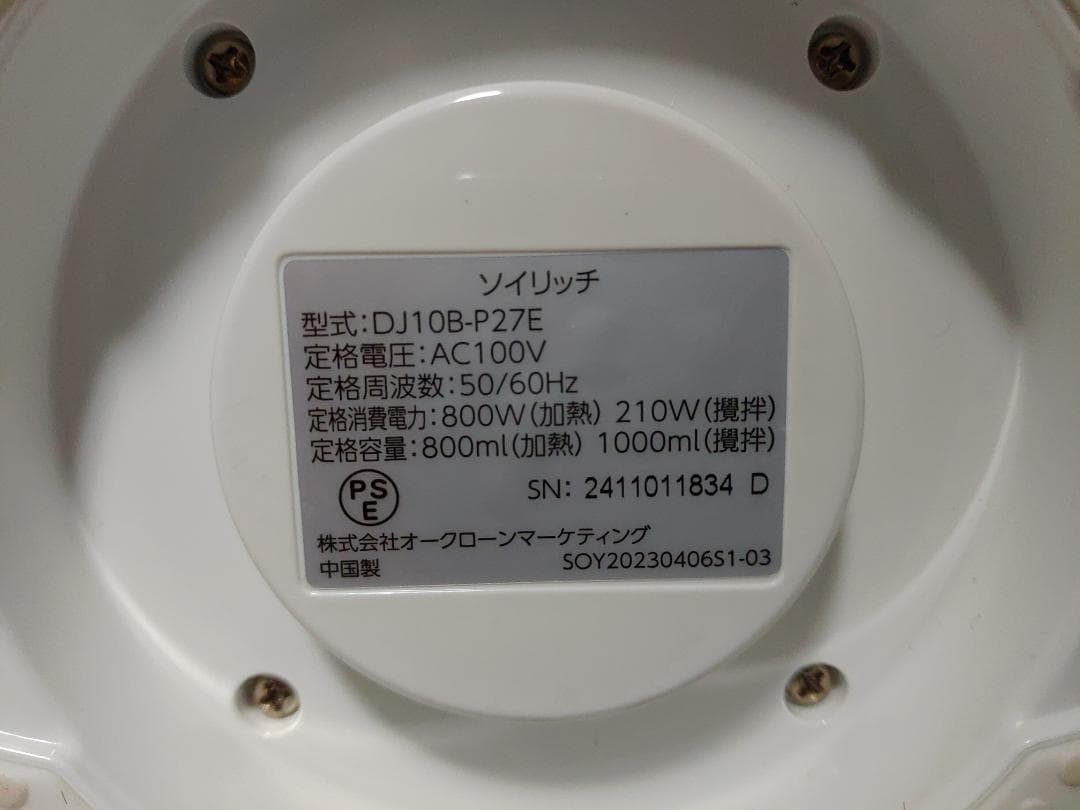 ソイリッチ
型式:DJ10B-P27E
定格電圧:AC100V
定格周波数:50/60Hz
定格消費電力:800W(加熱) 210W(攪拌)
定格容量:800ml(加熱) 1000ml(攪拌)
PSE SN: 2411011834 D
株式会社オークローンマーケティング
中国製 SOY20230406S1-03